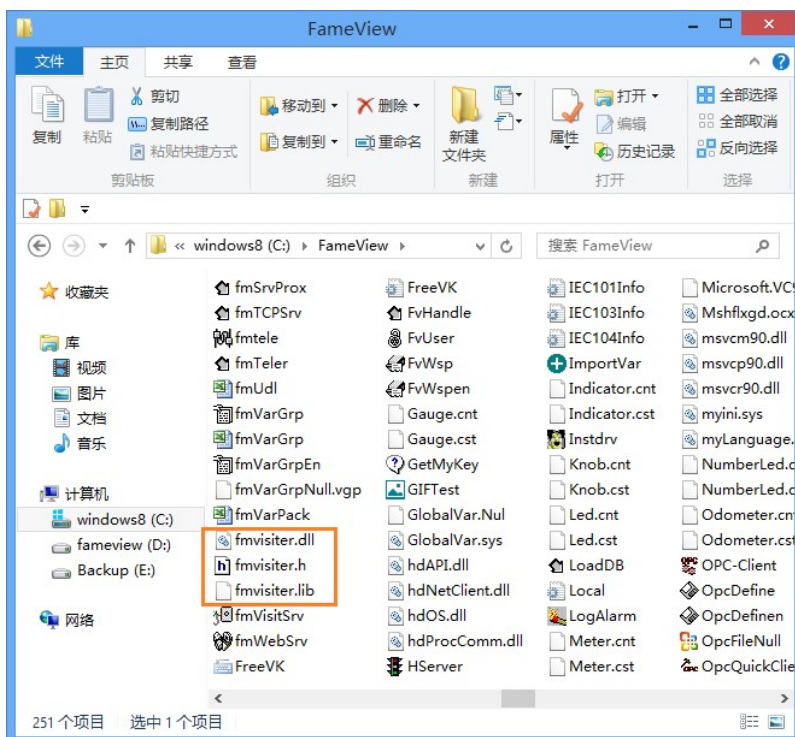 FameView
文件 主页 共享 查看
复制
粘贴
剪切
复制路径
粘贴快捷方式
剪贴板
移动到
复制到
删除
重命名
组织
新建
文件夹
新建
属性
打开
编辑
历史记录
打开
全部选择
全部取消
反向选择
选择
« windows8 (C:) FameView
搜索 FameView
收藏夹
库
视频
图片
文档
音乐
计算机
windows8 (C:)
fameview (D:)
Backup (E:)
网络
fmSrvProx
fmTCPSrv
fmtele
fmTeler
fmUdl
fmVarGrp
fmVarGrp
fmVarGrpEn
fmVarGrpNull.vgp
fmVarPack
fmvisiter.dll
fmvisiter.h
fmvisiter.lib
fmVisitSrv
fmWebSrv
FreeVK
FreeVK
FvHandle
FvUser
FvWsp
FvWspen
Gauge.cnt
Gauge.cst
GetMyKey
GIFTest
GlobalVar.Nul
GlobalVar.sys
hdAPI.dll
hdNetClient.dll
hdOS.dll
hdProcComm.dll
HServer
IEC101Info
IEC103Info
IEC104Info
ImportVar
Indicator.cnt
Indicator.cst
Instdrv
Knob.cnt
Knob.cst
Led.cnt
Led.cst
LoadDB
Local
LogAlarm
Meter.cnt
Meter.cst
Microsoft.VC9
Mshflxgd.ocx
msvcm90.dll
msvcp90.dll
msvcr90.dll
myini.sys
myLanguage.
NumberLed.c
NumberLed.c
Odometer.cn
Odometer.cst
OPC-Client
OpcDefine
OpcDefinen
OpcFileNull
OpcQuickClie
251 个项目 选中 1 个项目